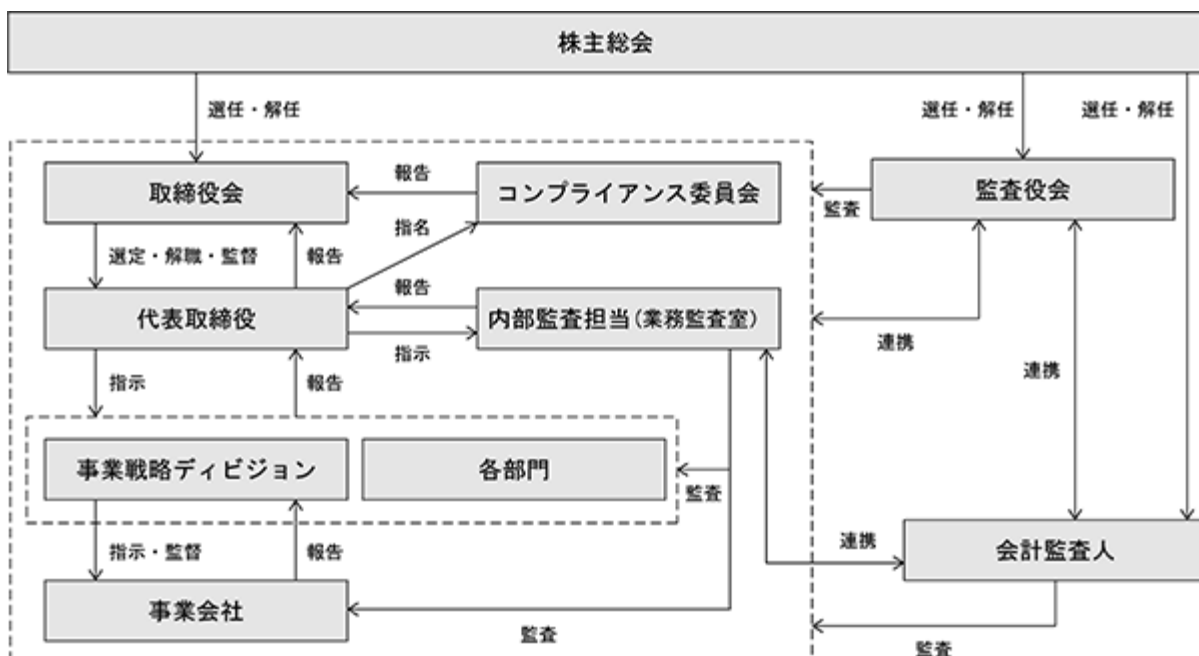 株主総会
選任・解任
選任・解任
選任・解任
取締役会
報告
コンプライアンス委員会
監査
監査役会
選定・解職・監督
報告
指名
代表取締役
報告
指示
内部監査担当(業務監査室)
連携
連携
指示
報告
事業戦略ディビジョン
各部門
監査
指示・監督
報告
連携
会計監査人
事業会社
監査
監査